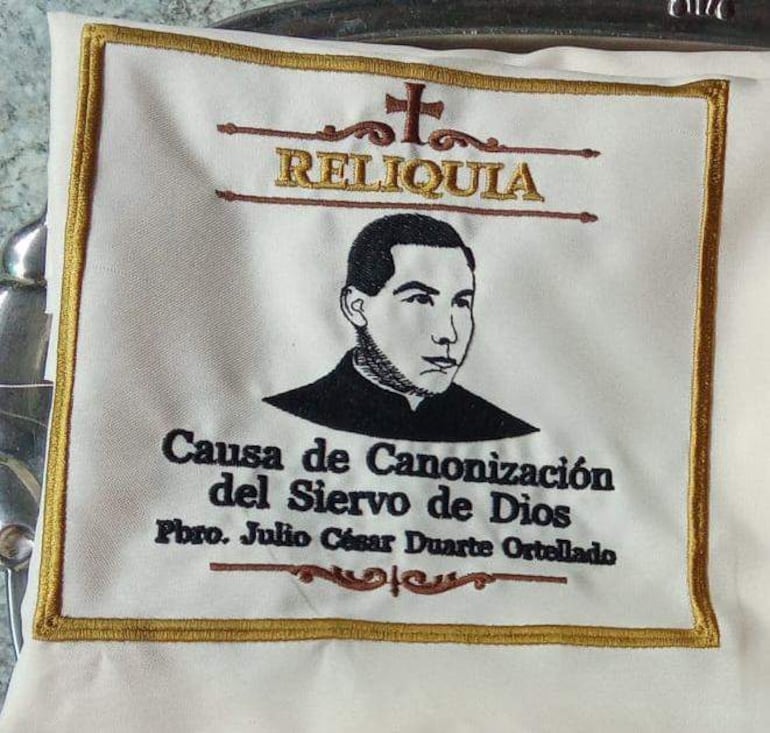 RELIQUIA
Causa de Canonización
del Siervo de Dios
Pbro. Julio César Duarte Ortellado